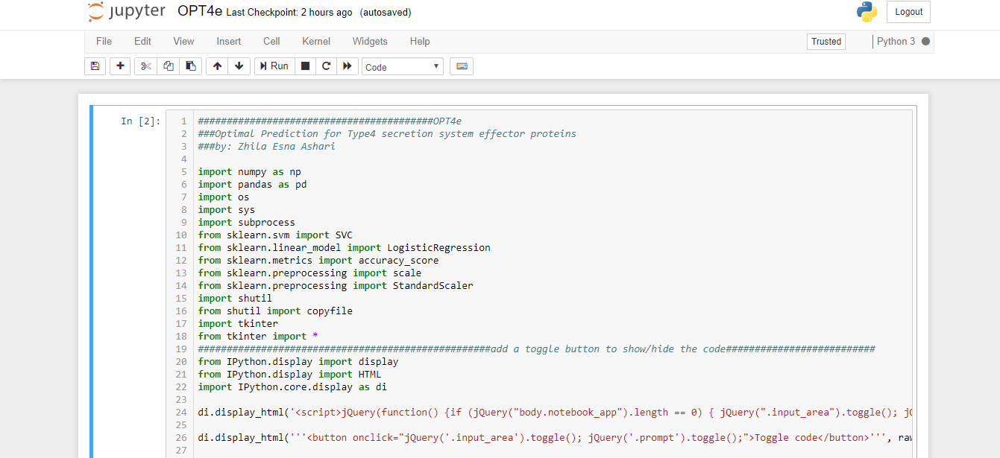 jupyter OPT4e Last Checkpoint: 2 hours ago (autosaved) Logout
File Edit View Insert Cell Kernel Widgets Help Trusted Python 3
Run Code
In [2]:
1 #########################################OPT4e
2 ###Optimal Prediction for Type4 secretion system effector proteins
3 ###by: Zhila Esna Ashari
4
5 import numpy as np
6 import pandas as pd
7 import os
8 import sys
9 import subprocess
10 from sklearn.svm import SVC
11 from sklearn.linear_model import LogisticRegression
12 from sklearn.metrics import accuracy_score
13 from sklearn.preprocessing import scale
14 from sklearn.preprocessing import StandardScaler
15 import shutil
16 from shutil import copyfile
17 import tkinter
18 from tkinter import *
19 ###################################################add a toggle button to show/hide the code##########################
20 from IPython.display import display
21 from IPython.display import HTML
22 import IPython.core.display as di
23
24 di.display_html('<script>jQuery(function() {if (jQuery("body.notebook_app").length == 0) { jQuery(".input_area").toggle();
25
26 di.display_html('''<button onclick="jQuery('.input_area').toggle(); jQuery('.prompt').toggle();">Toggle code</button>''',
27